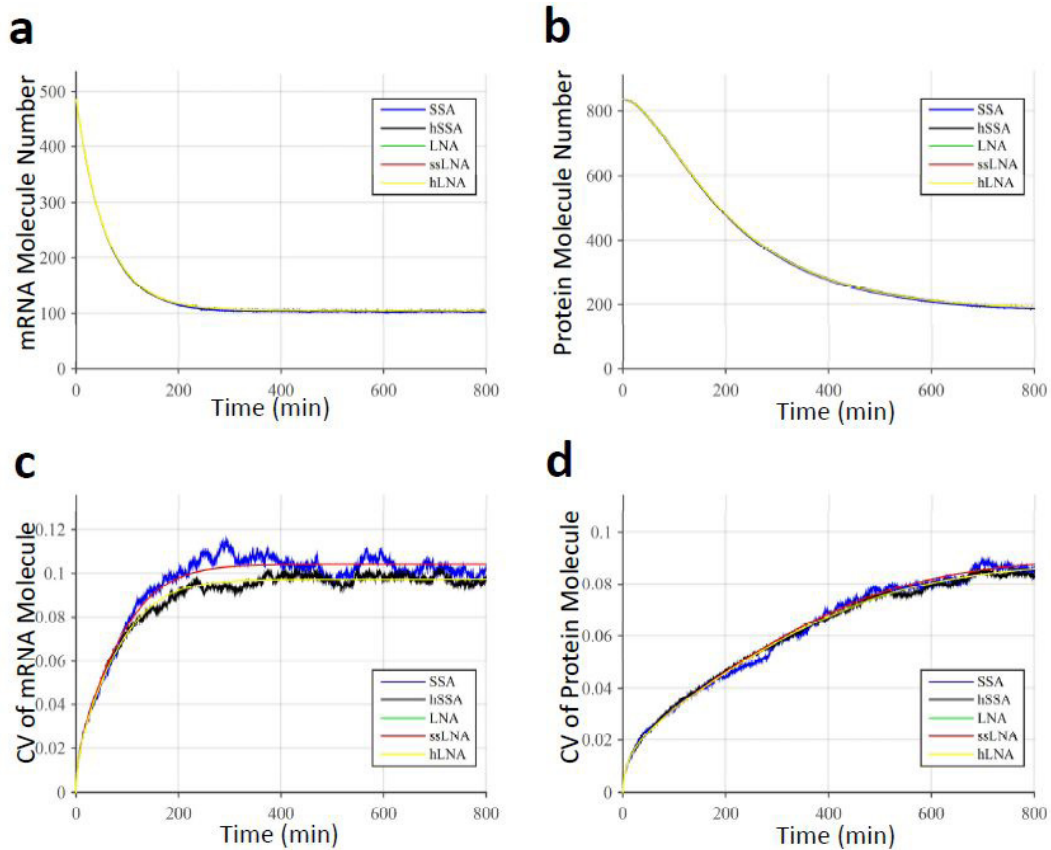 a
mRNA Molecule Number
500
400
300
200
100
0
0 200 400 600 800
Time (min)
SSA
hSSA
LNA
ssLNA
hLNA
b
Protein Molecule Number
800
600
400
200
0
0 200 400 600 800
Time (min)
SSA
hSSA
LNA
ssLNA
hLNA
c
CV of mRNA Molecule
0.12
0.1
0.08
0.06
0.04
0.02
0
0 200 400 600 800
Time (min)
SSA
hSSA
LNA
ssLNA
hLNA
d
CV of Protein Molecule
0.1
0.08
0.06
0.04
0.02
0
0 200 400 600 800
Time (min)
SSA
hSSA
LNA
ssLNA
hLNA